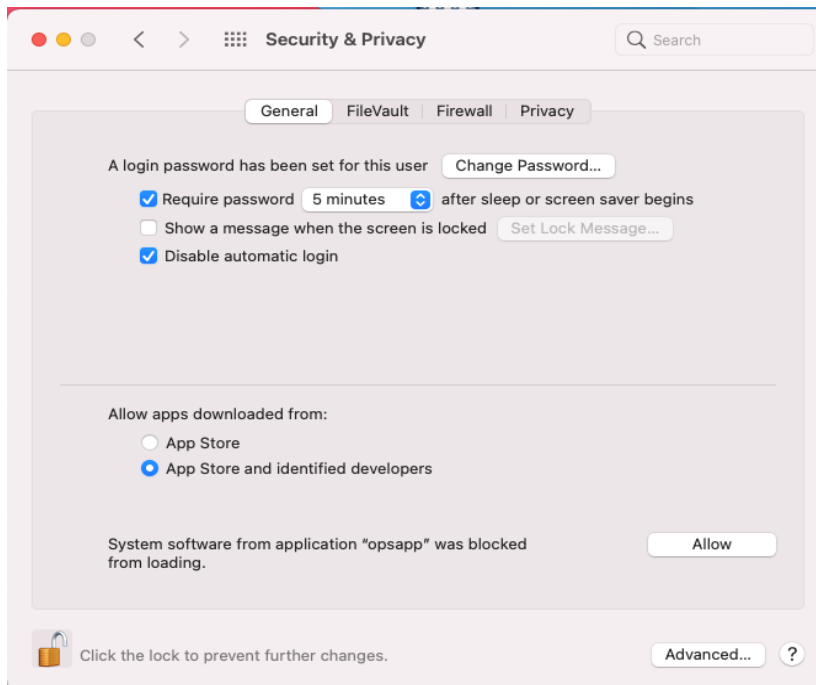 Security & Privacy
Search
General FileVault Firewall Privacy
A login password has been set for this user Change Password...
Require password 5 minutes after sleep or screen saver begins
Show a message when the screen is locked Set Lock Message...
Disable automatic login
Allow apps downloaded from:
App Store
App Store and identified developers
System software from application “opsapp” was blocked
from loading.
Allow
Click the lock to prevent further changes.
Advanced... ?